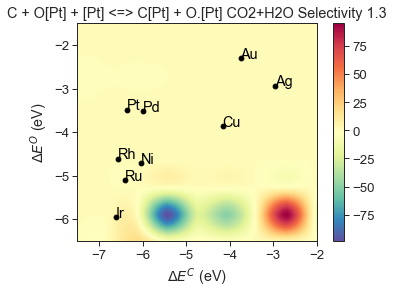 C + O[Pt] + [Pt] <=> C[Pt] + O.[Pt] CO2+H2O Selectivity 1.3
Au
Ag
Pt Pd
Cu
Rh
Ni
Ru
Ir
−2
−3
−4
−5
−6
−7 −6 −5 −4 −3 −2
ΔE^O (eV)
ΔE^C (eV)
75
50
25
0
−25
−50
−75